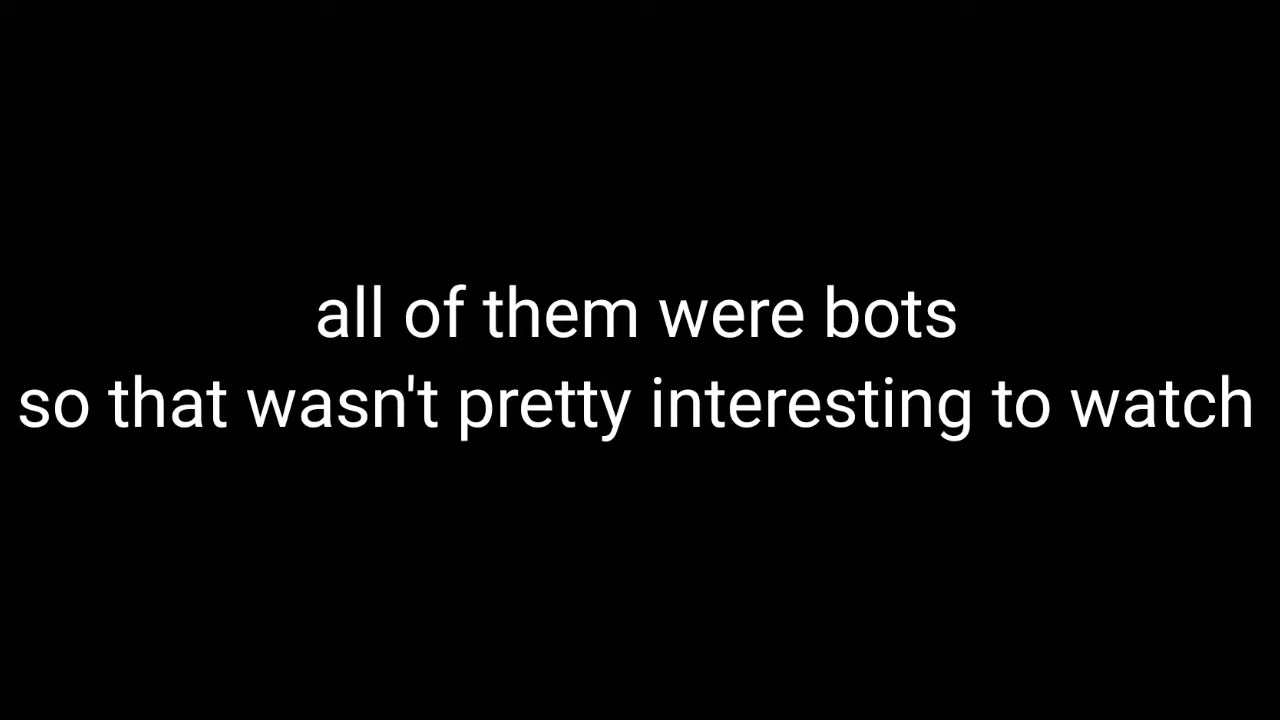 all of them were bots
so that wasn't pretty interesting to watch